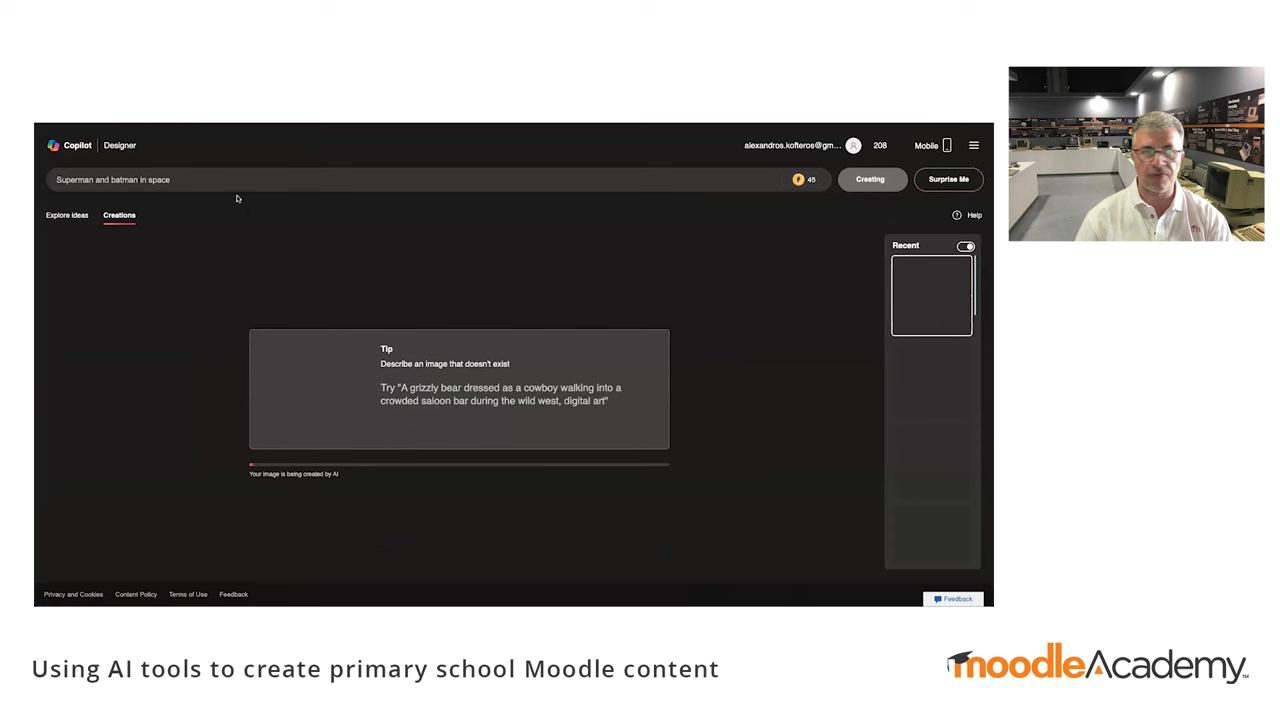 Copilot | Designer
alexandros.kofteros@gm...
208
Mobile
Superman and batman in space
45
Creating
Surprise Me
Explore ideas
Creations
Help
Recent
Tip
Describe an image that doesn't exist
Try "A grizzly bear dressed as a cowboy walking into a
crowded saloon bar during the wild west, digital art"
Your image is being created by AI
Privacy and Cookies
Content Policy
Terms of Use
Feedback
Feedback
Using AI tools to create primary school Moodle content
moodleAcademy™